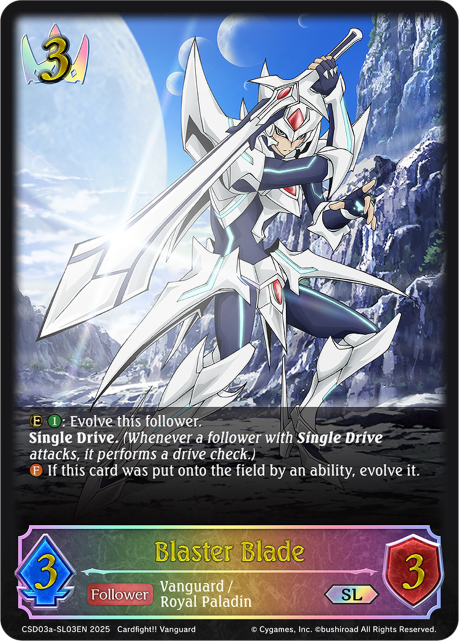 3
E 1: Evolve this follower.
Single Drive. (Whenever a follower with Single Drive
attacks, it performs a drive check.)
F If this card was put onto the field by an ability, evolve it.
Blaster Blade
3
Follower
Vanguard /
Royal Paladin
SL
3
CSD03a-SL03EN 2025 Cardfight!! Vanguard
© Cygames, Inc. ©bushiroad All Rights Reserved.